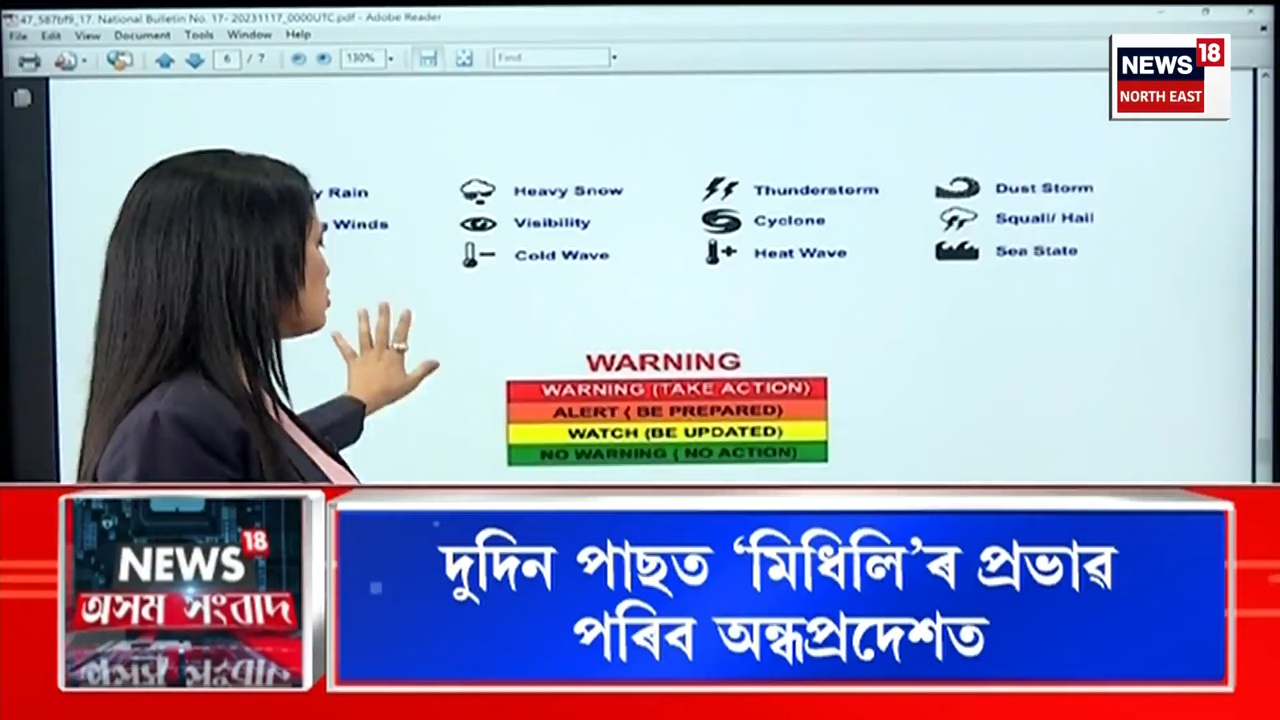 47_587bf9_17. National Bulletin No. 17- 20231117_0000UTC.pdf - Adobe Reader
File Edit View Document Tools Window Help
6 / 7 130% Find
NEWS 18
NORTH EAST
y Rain Heavy Snow Thunderstorm Dust Storm
Winds Visibility Cyclone Squall/ Hail
Cold Wave Heat Wave Sea State
WARNING
WARNING (TAKE ACTION)
ALERT ( BE PREPARED)
WATCH (BE UPDATED)
NO WARNING ( NO ACTION)
NEWS 18
অসম সংবাদ
দুদিন পাছত ‘মিধিলি’ৰ প্ৰভাৱ
পৰিব অন্ধপ্ৰদেশত